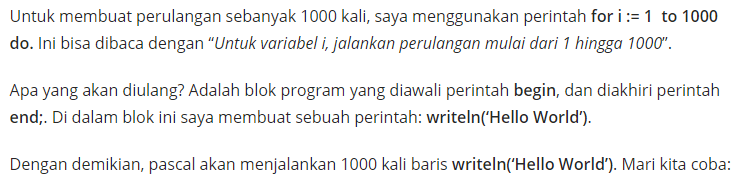 Untuk membuat perulangan sebanyak 1000 kali, saya menggunakan perintah for i := 1  to 1000
do. Ini bisa dibaca dengan “Untuk variabel i, jalankan perulangan mulai dari 1 hingga 1000”.
Apa yang akan diulang? Adalah blok program yang diawali perintah begin, dan diakhiri perintah
end;. Di dalam blok ini saya membuat sebuah perintah: writeln(‘Hello World’).
Dengan demikian, pascal akan menjalankan 1000 kali baris writeln(‘Hello World’). Mari kita coba: